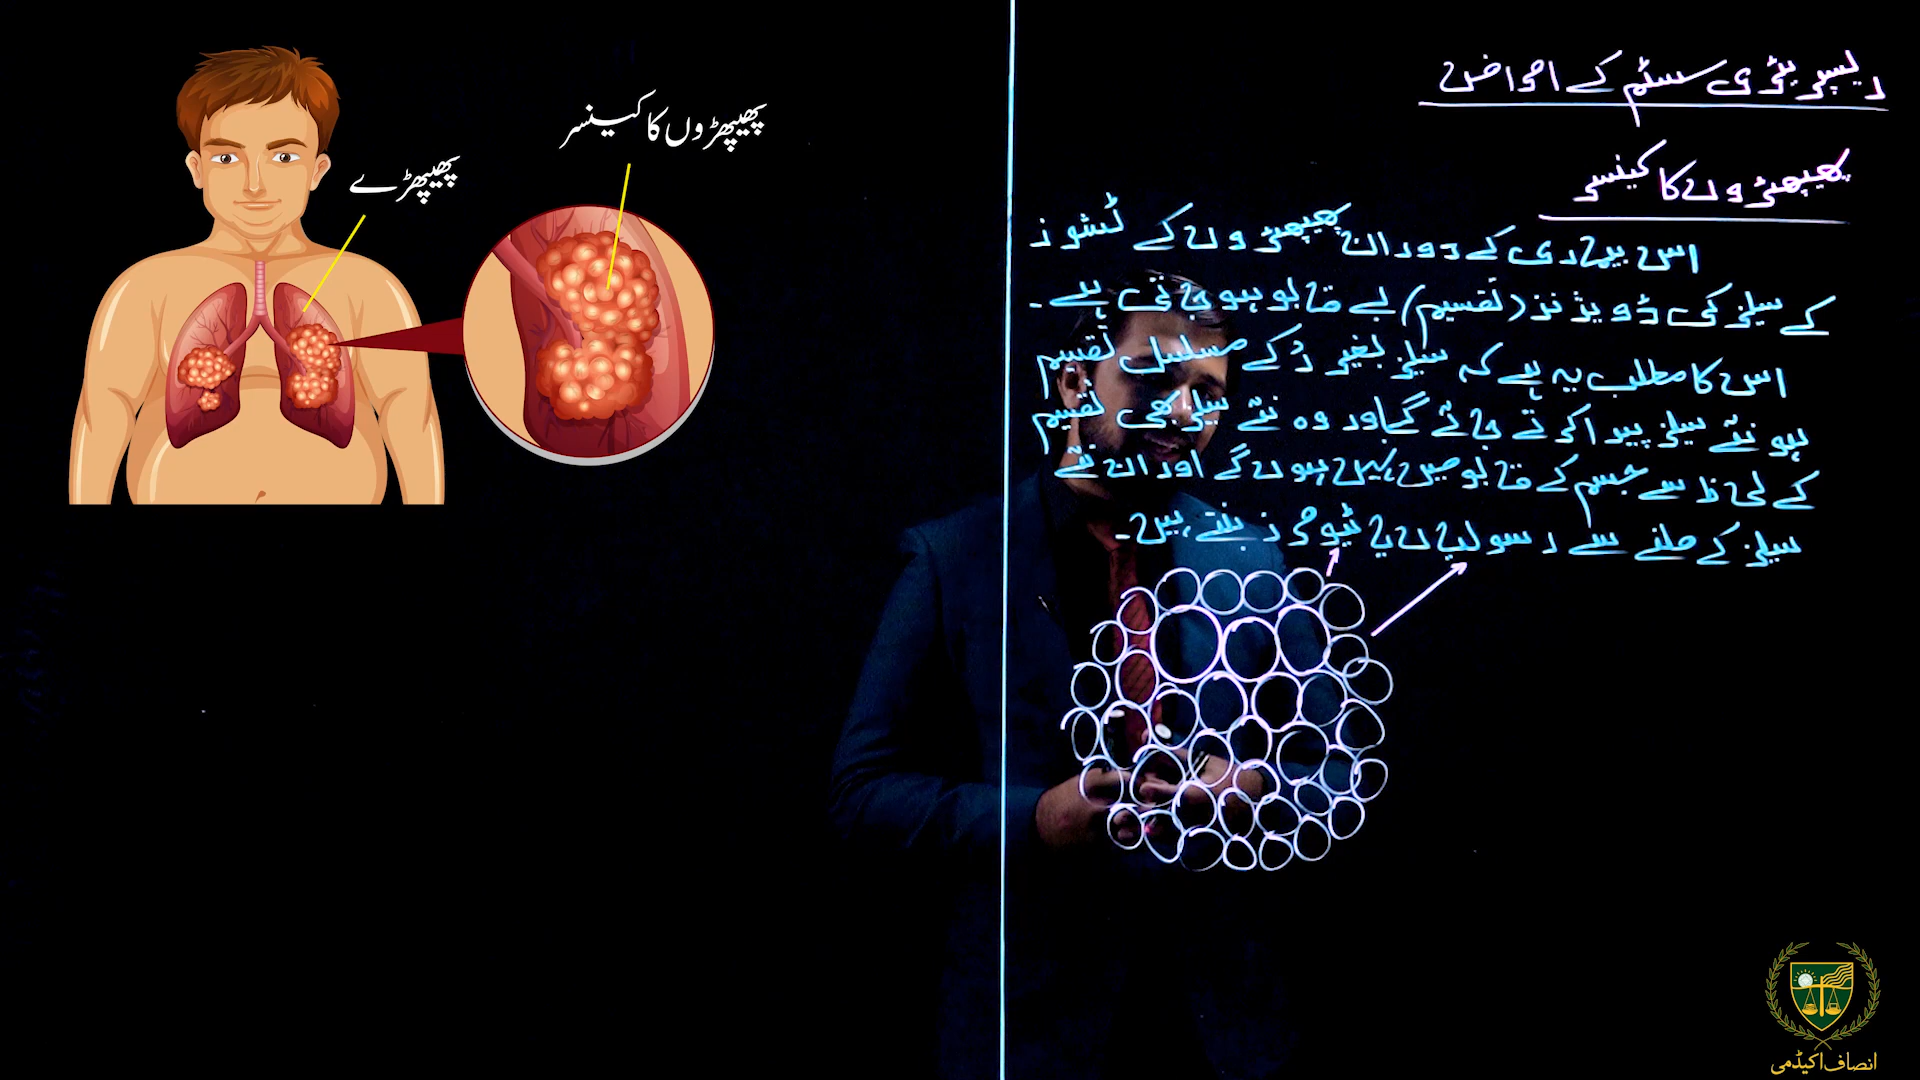 ریسپریٹری سسٹم کے امراض
پھیپھڑوں کا کینسر
اس بیماری کے دوران پھیپھڑوں کے ٹشوز
کے سیلز کی ڈویژنز (تقسیم) بے قابو ہو جاتی ہے۔
اس کا مطلب یہ ہے کہ سیلز بغیر رُکے مسلسل تقسیم
ہو نئے سیلز پیدا کرتے جائے گے اور وہ نئے سیلز بھی تقسیم
کے لحاظ سے جسم کے قابو میں نہیں ہوں گے اور ان نئے
سیلز کے ملنے سے رسولیاں یا ٹیومرز بنتے ہیں۔
پھیپھڑوں کا کینسر
پھیپھڑے
انصاف اکیڈمی